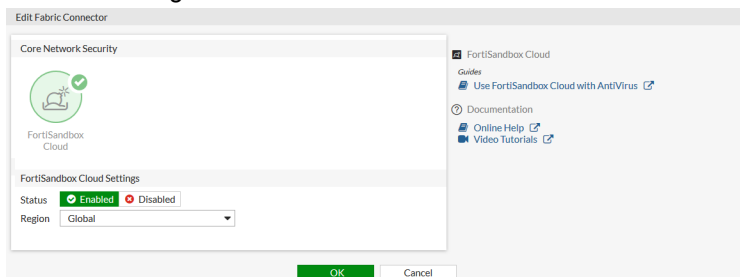 Edit Fabric Connector
Core Network Security
FortiSandbox
Cloud
FortiSandbox Cloud Settings
Status Enabled Disabled
Region Global
OK Cancel
FortiSandbox Cloud
Guides
Use FortiSandbox Cloud with AntiVirus
Documentation
Online Help
Video Tutorials